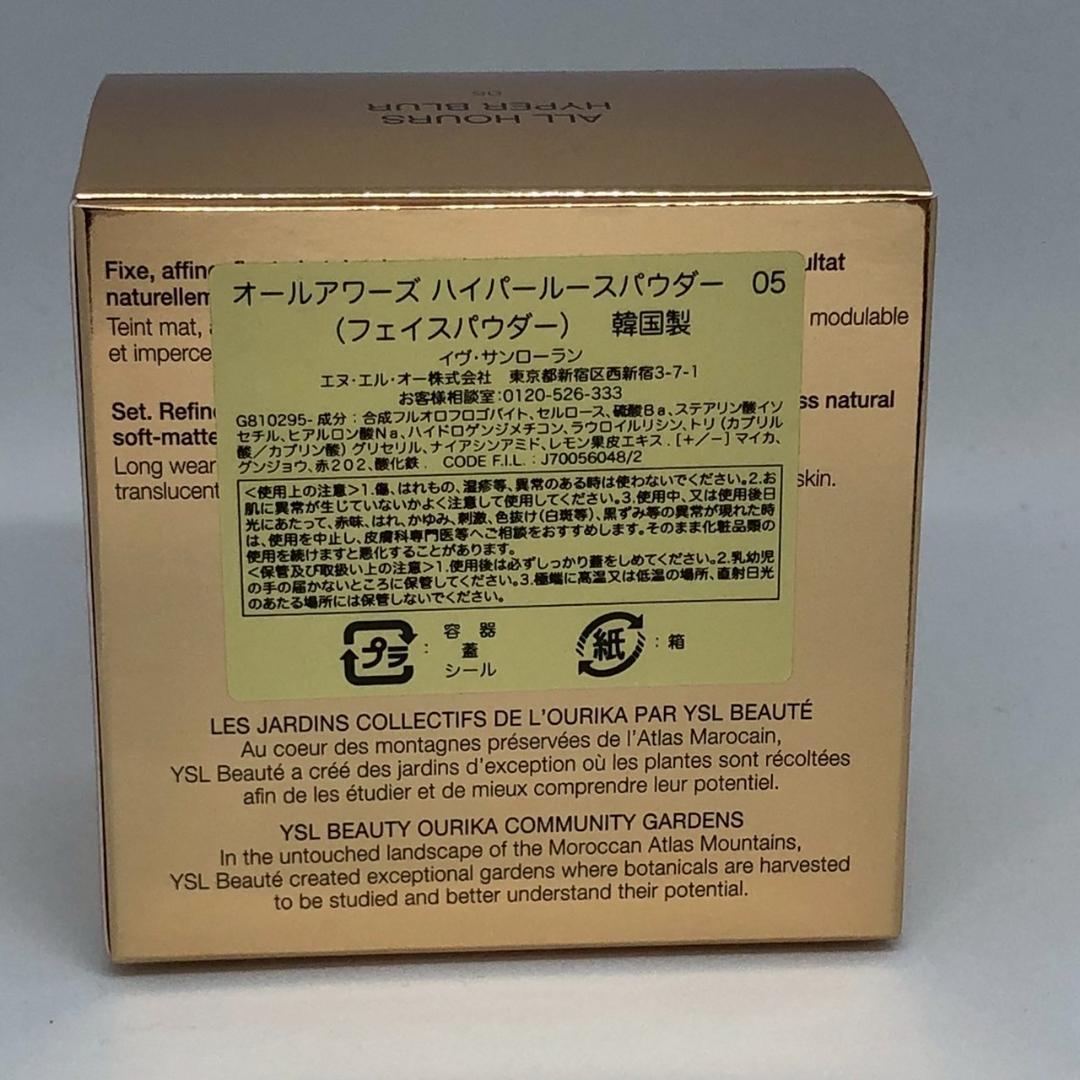 ALL HOURS
HYPER BLUR
05
Fixe, affine
ultat
naturellem
Teint mat,
modulable
et imperce
Set. Refine
ss natural
soft-matte
Long wear
translucent
skin.
オールアワーズ ハイパールースパウダー 05
(フェイスパウダー) 韓国製
イヴ・サンローラン
エヌ・エル・オー株式会社 東京都新宿区西新宿3-7-1
お客様相談室:0120-526-333
G810295-成分:合成フルオロフロゴパイト、セルロース、硫酸Ba、ステアリン酸イソ
セチル、ヒアルロン酸Na、ハイドロゲンジメチコン、ラウロイルリシン、トリ(カプリル
酸/カプリン酸)グリセリル、ナイアシンアミド、レモン果皮エキス.[+/-]マイカ、
グンジョウ、赤202、酸化鉄. CODE F.I.L.:J70056048/2
<使用上の注意>1.傷、はれもの、湿疹等、異常のある時は使わないでください。2.お
肌に異常が生じていないかよく注意して使用してください。3.使用中、又は使用後日
光にあたって、赤味、はれ、かゆみ、刺激、色抜け(白斑等)、黒ずみ等の異常が現れた時
は、使用を中止し、皮膚科専門医等へご相談をおすすめします。そのまま化粧品類の
使用を続けますと悪化することがあります。
<保管及び取扱い上の注意>1.使用後は必ずしっかり蓋をしめてください。2.乳幼児
の手の届かないところに保管してください。3.極端に高温又は低温の場所、直射日光
のあたる場所には保管しないでください。
プラ : 容器
蓋
シール
紙 : 箱
LES JARDINS COLLECTIFS DE L'OURIKA PAR YSL BEAUTÉ
Au coeur des montagnes préservées de l'Atlas Marocain,
YSL Beauté a créé des jardins d'exception où les plantes sont récoltées
afin de les étudier et de mieux comprendre leur potentiel.
YSL BEAUTY OURIKA COMMUNITY GARDENS
In the untouched landscape of the Moroccan Atlas Mountains,
YSL Beauté created exceptional gardens where botanicals are harvested
to be studied and better understand their potential.